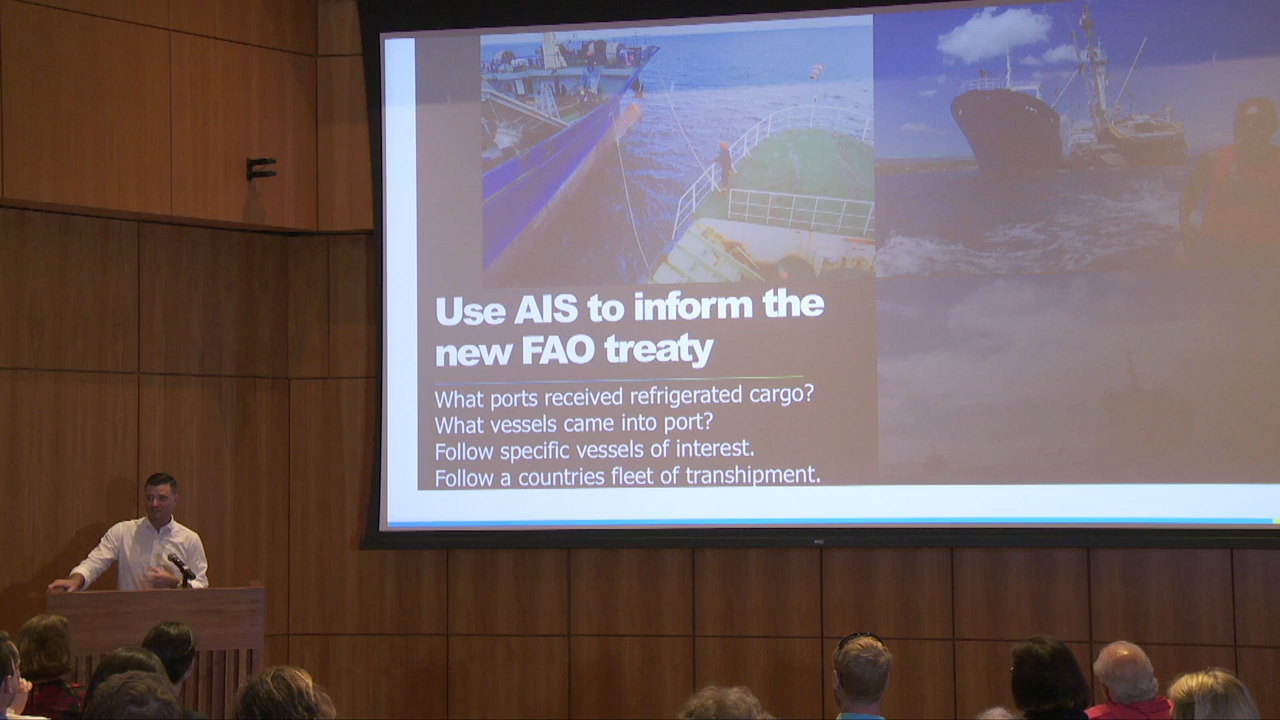 Use AIS to inform the
new FAO treaty
What ports received refrigerated cargo?
What vessels came into port?
Follow specific vessels of interest.
Follow a countries fleet of transhipment.